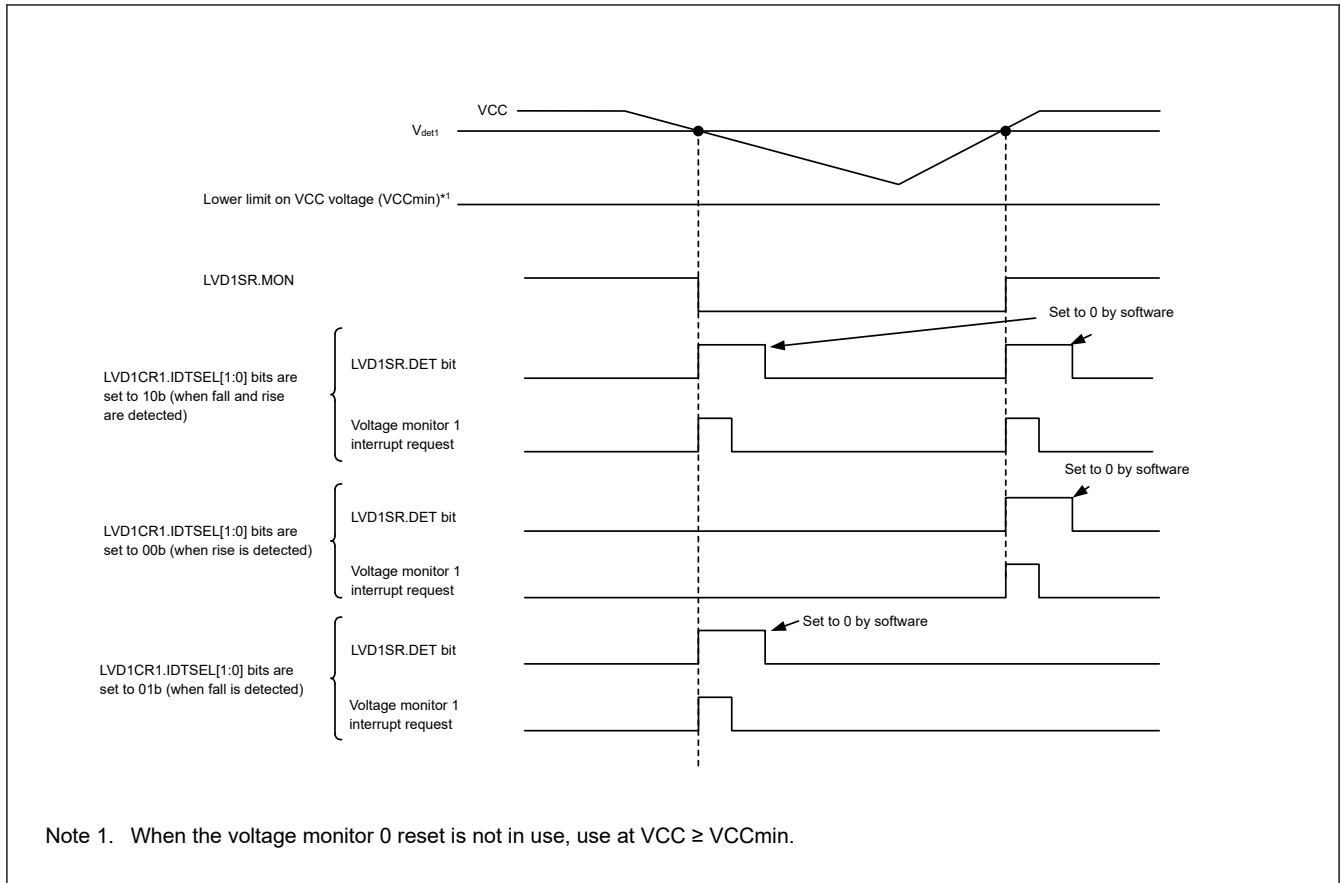 VCC
Vdet1
Lower limit on VCC voltage (VCCmin)*1
LVD1SR.MON
Set to 0 by software
LVD1CR1.IDTSEL[1:0] bits are
set to 10b (when fall and rise
are detected)
LVD1SR.DET bit
Voltage monitor 1
interrupt request
Set to 0 by software
LVD1CR1.IDTSEL[1:0] bits are
set to 00b (when rise is detected)
LVD1SR.DET bit
Voltage monitor 1
interrupt request
Set to 0 by software
LVD1CR1.IDTSEL[1:0] bits are
set to 01b (when fall is detected)
LVD1SR.DET bit
Voltage monitor 1
interrupt request
Note 1. When the voltage monitor 0 reset is not in use, use at VCC ≥ VCCmin.